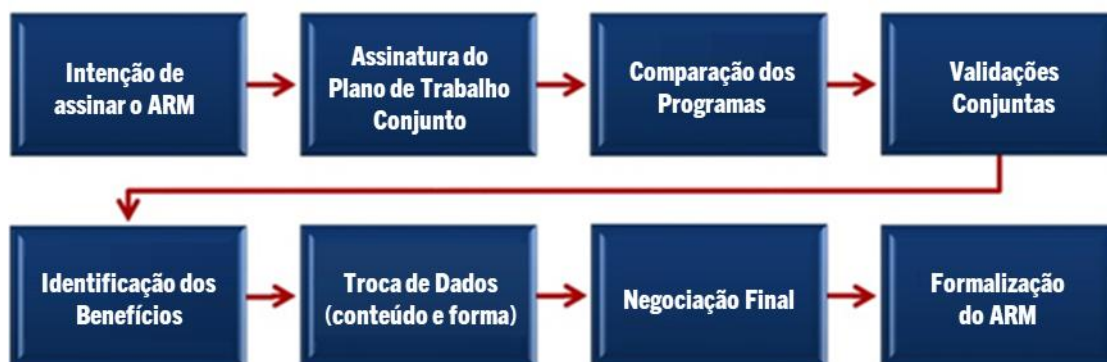 Intenção de
assinar o ARM
Assinatura do
Plano de Trabalho
Conjunto
Comparação dos
Programas
Validações
Conjuntas
Identificação dos
Benefícios
Troca de Dados
(conteúdo e forma)
Negociação Final
Formalização
do ARM